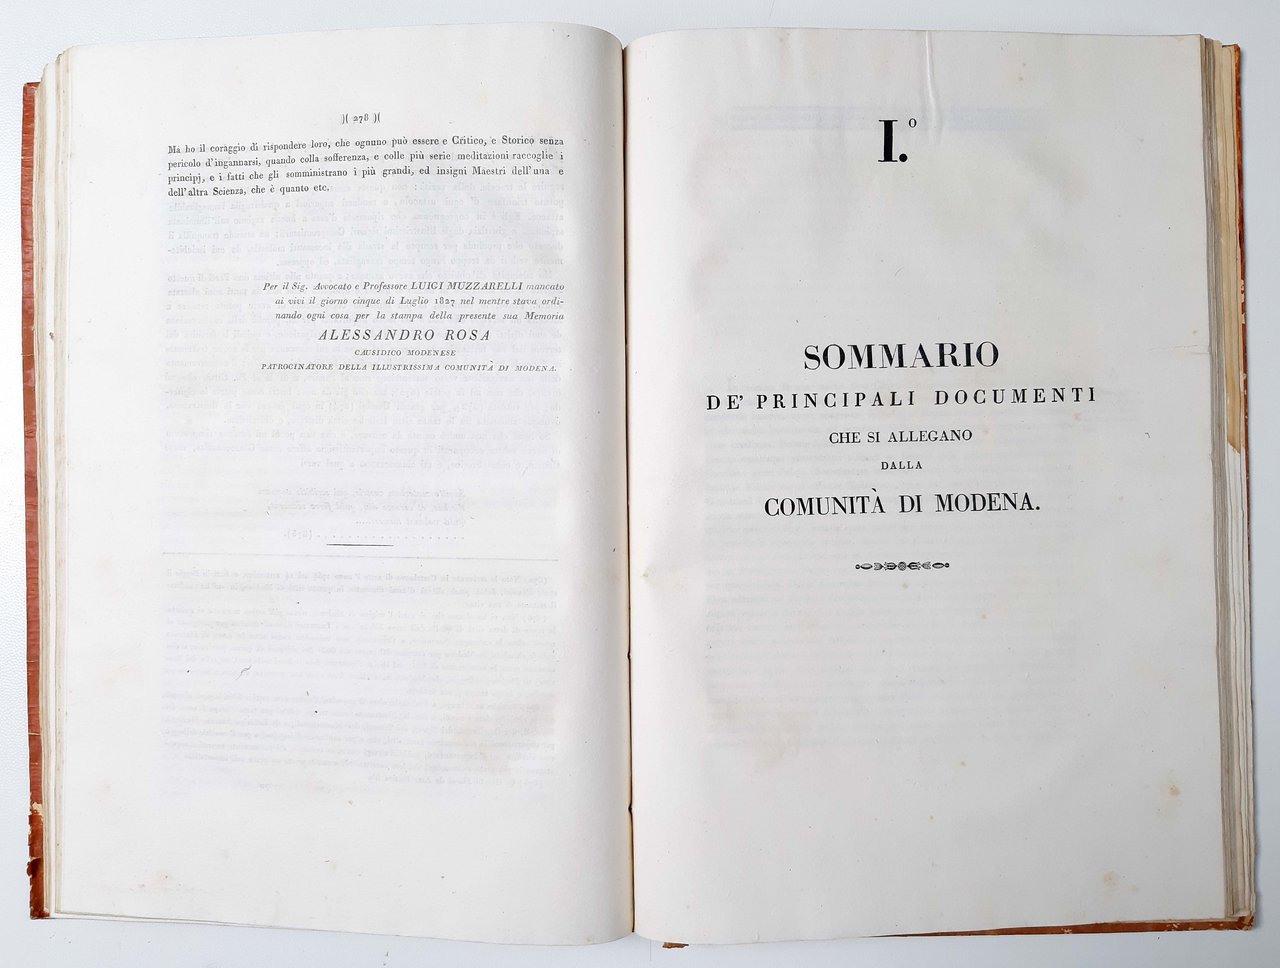 )( 278 )(
Ma ho il coraggio di rispondere loro, che ognuno può essere e Critico, e Storico senza
pericolo d'ingannarsi, quando colla sofferenza, e colle più serie meditazioni raccoglie i
principj, e i fatti che gli somministrano i più grandi, ed insigni Maestri dell'una e
dell'altra Scienza, che è quanto etc.
Per il Sig. Avvocato e Professore LUIGI MUZZARELLI mancato
ai vivi il giorno cinque di Luglio 1827 nel mentre stava ordi-
nando ogni cosa per la stampa della presente sua Memoria
ALESSANDRO ROSA
CAUSIDICO MODENESE
PATROCINATORE DELLA ILLUSTRISSIMA COMUNITÀ DI MODENA.
I.º
SOMMARIO
DE' PRINCIPALI DOCUMENTI
CHE SI ALLEGANO
DALLA
COMUNITÀ DI MODENA.